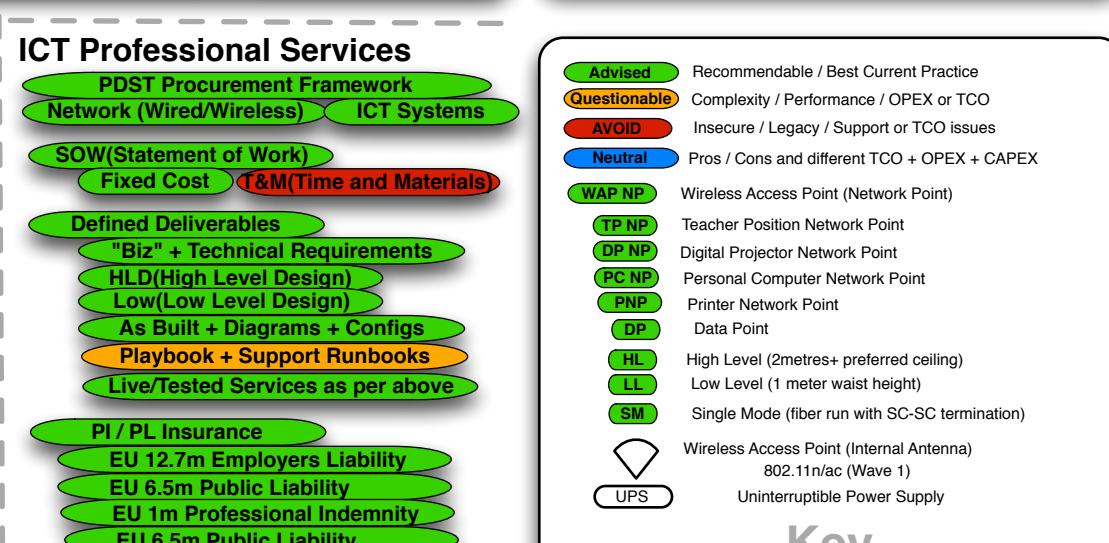 ICT Professional Services
PDST Procurement Framework
Network (Wired/Wireless) ICT Systems
SOW(Statement of Work)
Fixed Cost T&M(Time and Materials)
Defined Deliverables
"Biz" + Technical Requirements
HLD(High Level Design)
Low(Low Level Design)
As Built + Diagrams + Configs
Playbook + Support Runbooks
Live/Tested Services as per above
PI / PL Insurance
EU 12.7m Employers Liability
EU 6.5m Public Liability
EU 1m Professional Indemnity
EU 6.5m Public Liability
Advised Recommendable / Best Current Practice
Questionable Complexity / Performance / OPEX or TCO
AVOID Insecure / Legacy / Support or TCO issues
Neutral Pros / Cons and different TCO + OPEX + CAPEX
WAP NP Wireless Access Point (Network Point)
TP NP Teacher Position Network Point
DP NP Digital Projector Network Point
PC NP Personal Computer Network Point
PNP Printer Network Point
DP Data Point
HL High Level (2metres+ preferred ceiling)
LL Low Level (1 meter waist height)
SM Single Mode (fiber run with SC-SC termination)
Wireless Access Point (Internal Antenna)
802.11n/ac (Wave 1)
UPS Uninterruptible Power Supply
Key